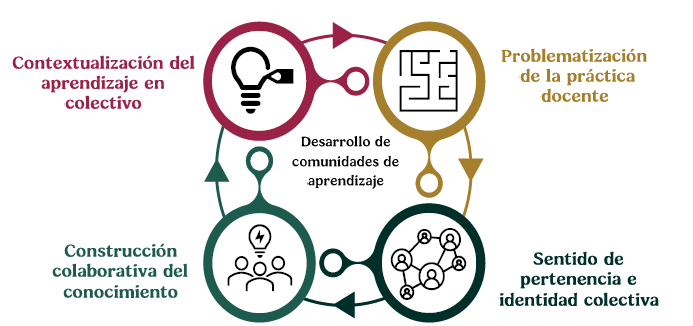 Contextualización del
aprendizaje en
colectivo
Problematización
de la práctica
docente
Desarrollo de
comunidades de
aprendizaje
Construcción
colaborativa del
conocimiento
Sentido de
pertenencia e
identidad colectiva